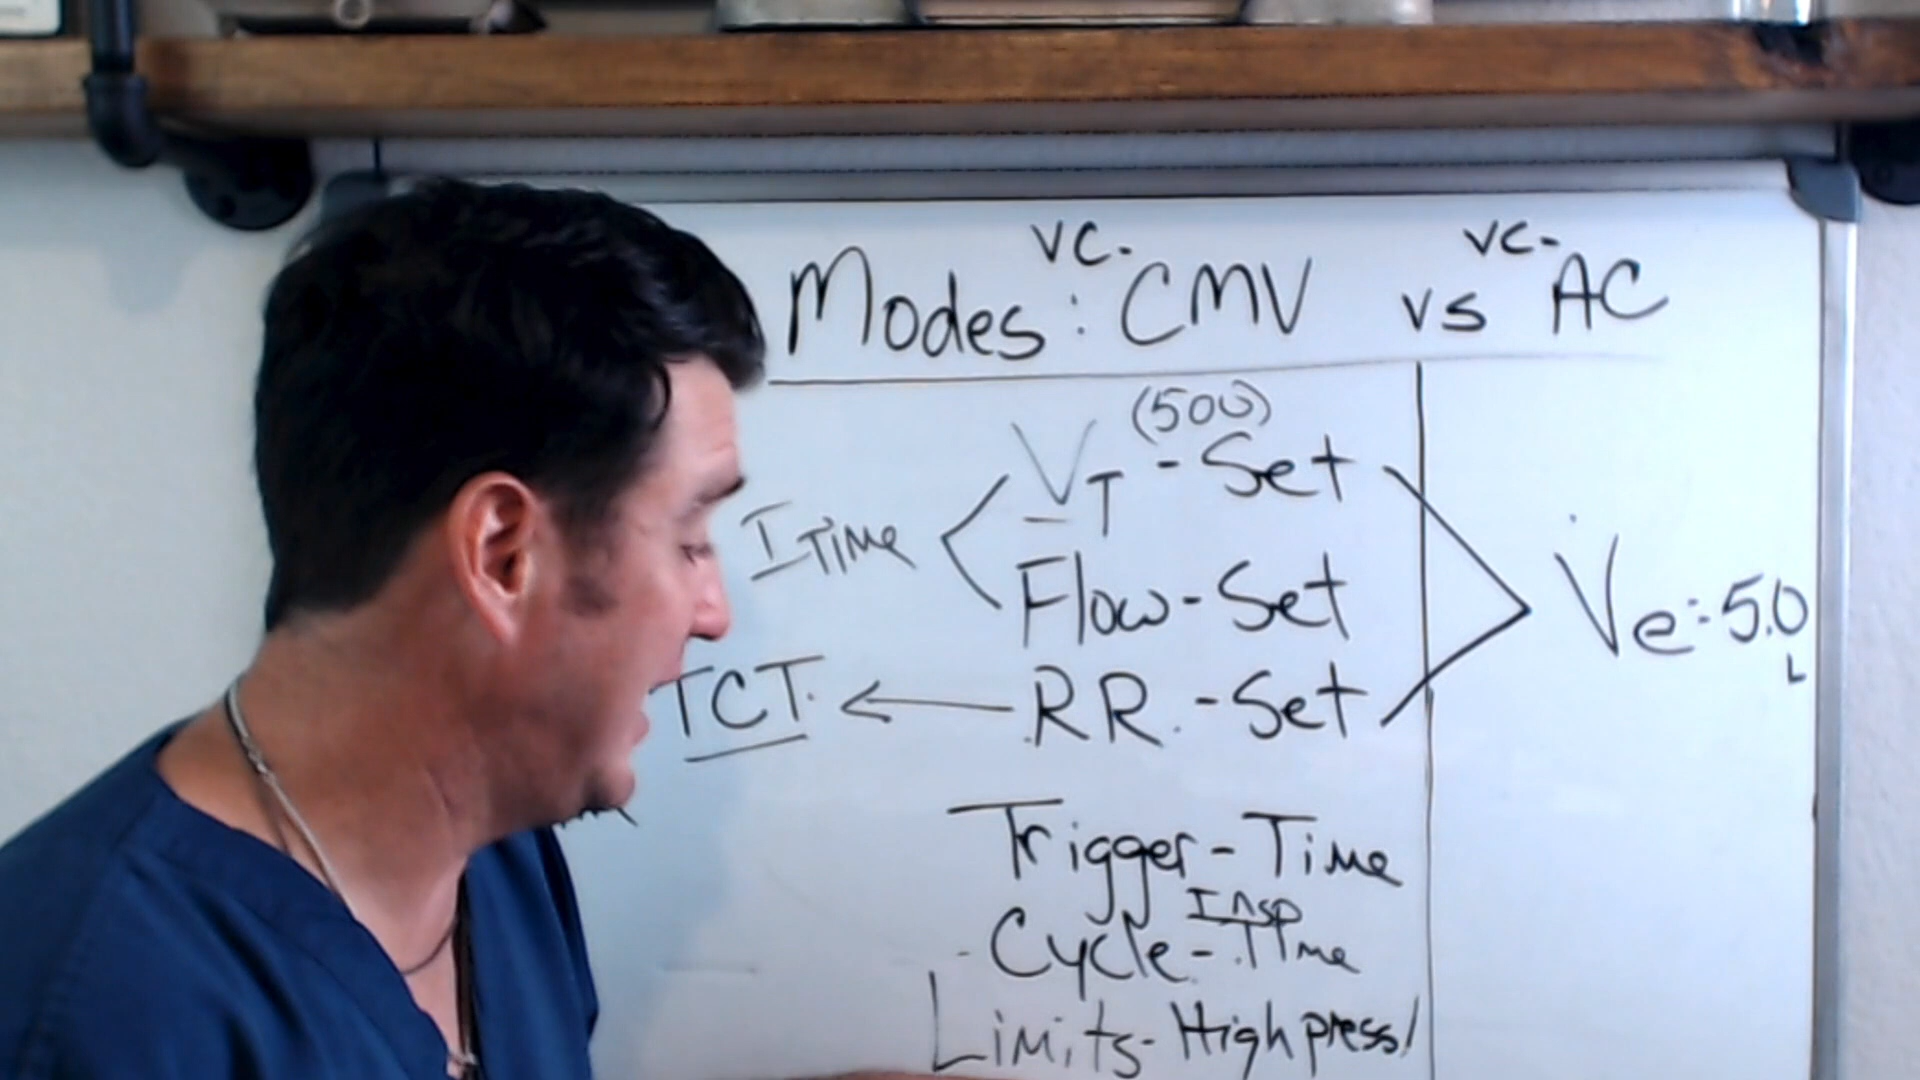 VC- VC-
Modes: CMV vs AC
(500)
VT - Set
I Time
Flow - Set
V̇e: 5.0
L
TCT. RR. - Set
Trigger - Time
Insp
- Cycle - Time
Limits - High press/